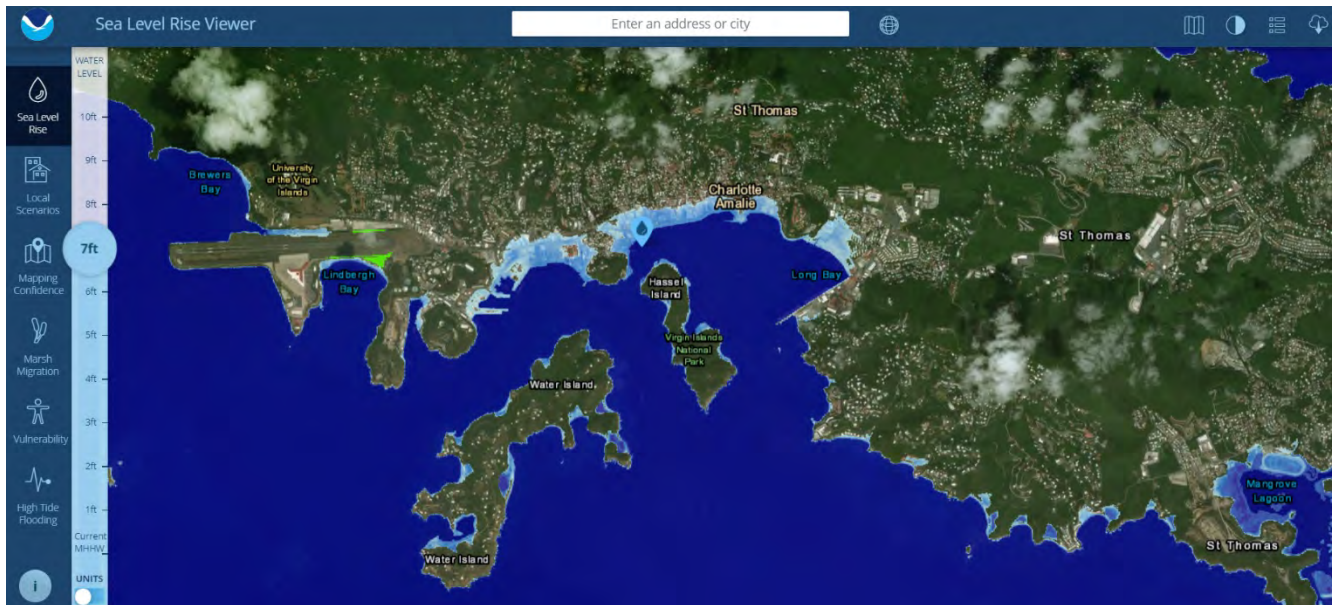 Sea Level Rise Viewer
Enter an address or city
Sea Level
Rise
Local
Scenarios
Mapping
Confidence
Marsh
Migration
Vulnerability
High Tide
Flooding
i
WATER
LEVEL
10ft
9ft
8ft
7ft
6ft
5ft
4ft
3ft
2ft
1ft
Current
MHHW
UNITS
St Thomas
Brewers
Bay
University
of the Virgin
Islands
Charlotte
Amalie
St Thomas
Lindbergh
Bay
Long Bay
Hassel
Island
Virgin Islands
National
Park
Water Island
Mangrove
Lagoon
St Thomas
Water Island